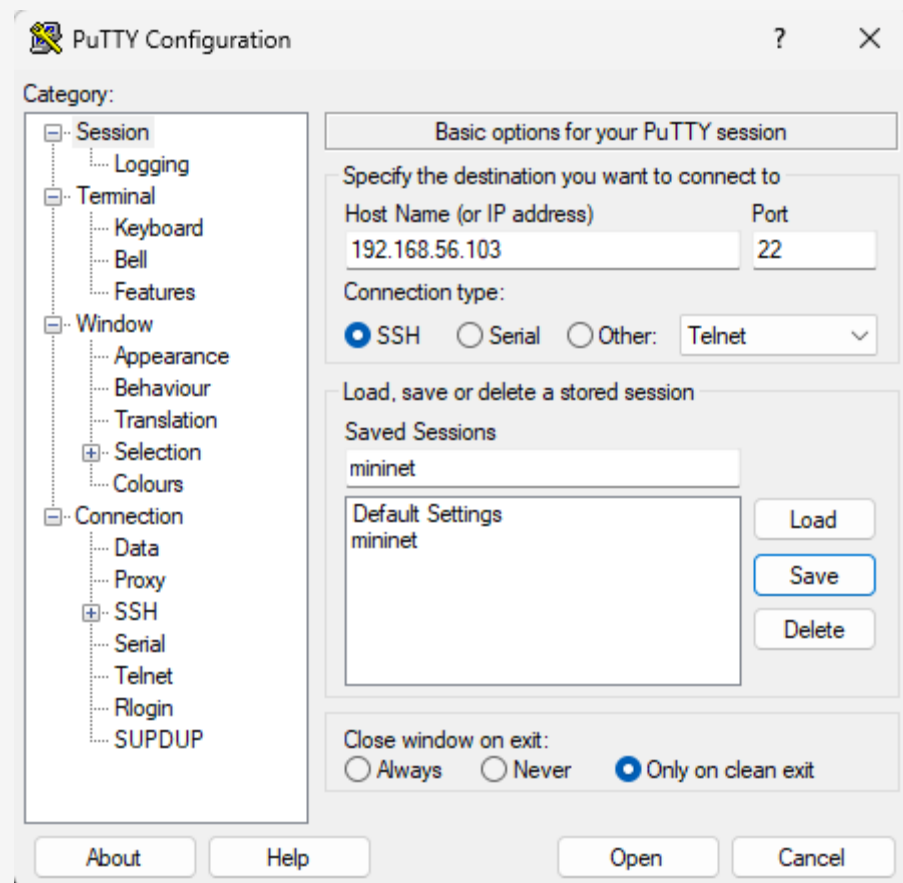 PuTTY Configuration
?
Category:
Session
Logging
Terminal
Keyboard
Bell
Features
Window
Appearance
Behaviour
Translation
Selection
Colours
Connection
Data
Proxy
SSH
Serial
Telnet
Rlogin
SUPDUP
Basic options for your PuTTY session
Specify the destination you want to connect to
Host Name (or IP address) Port
192.168.56.103 22
Connection type:
SSH Serial Other: Telnet
Load, save or delete a stored session
Saved Sessions
mininet
Default Settings
mininet
Load
Save
Delete
Close window on exit:
Always Never Only on clean exit
About Help Open Cancel